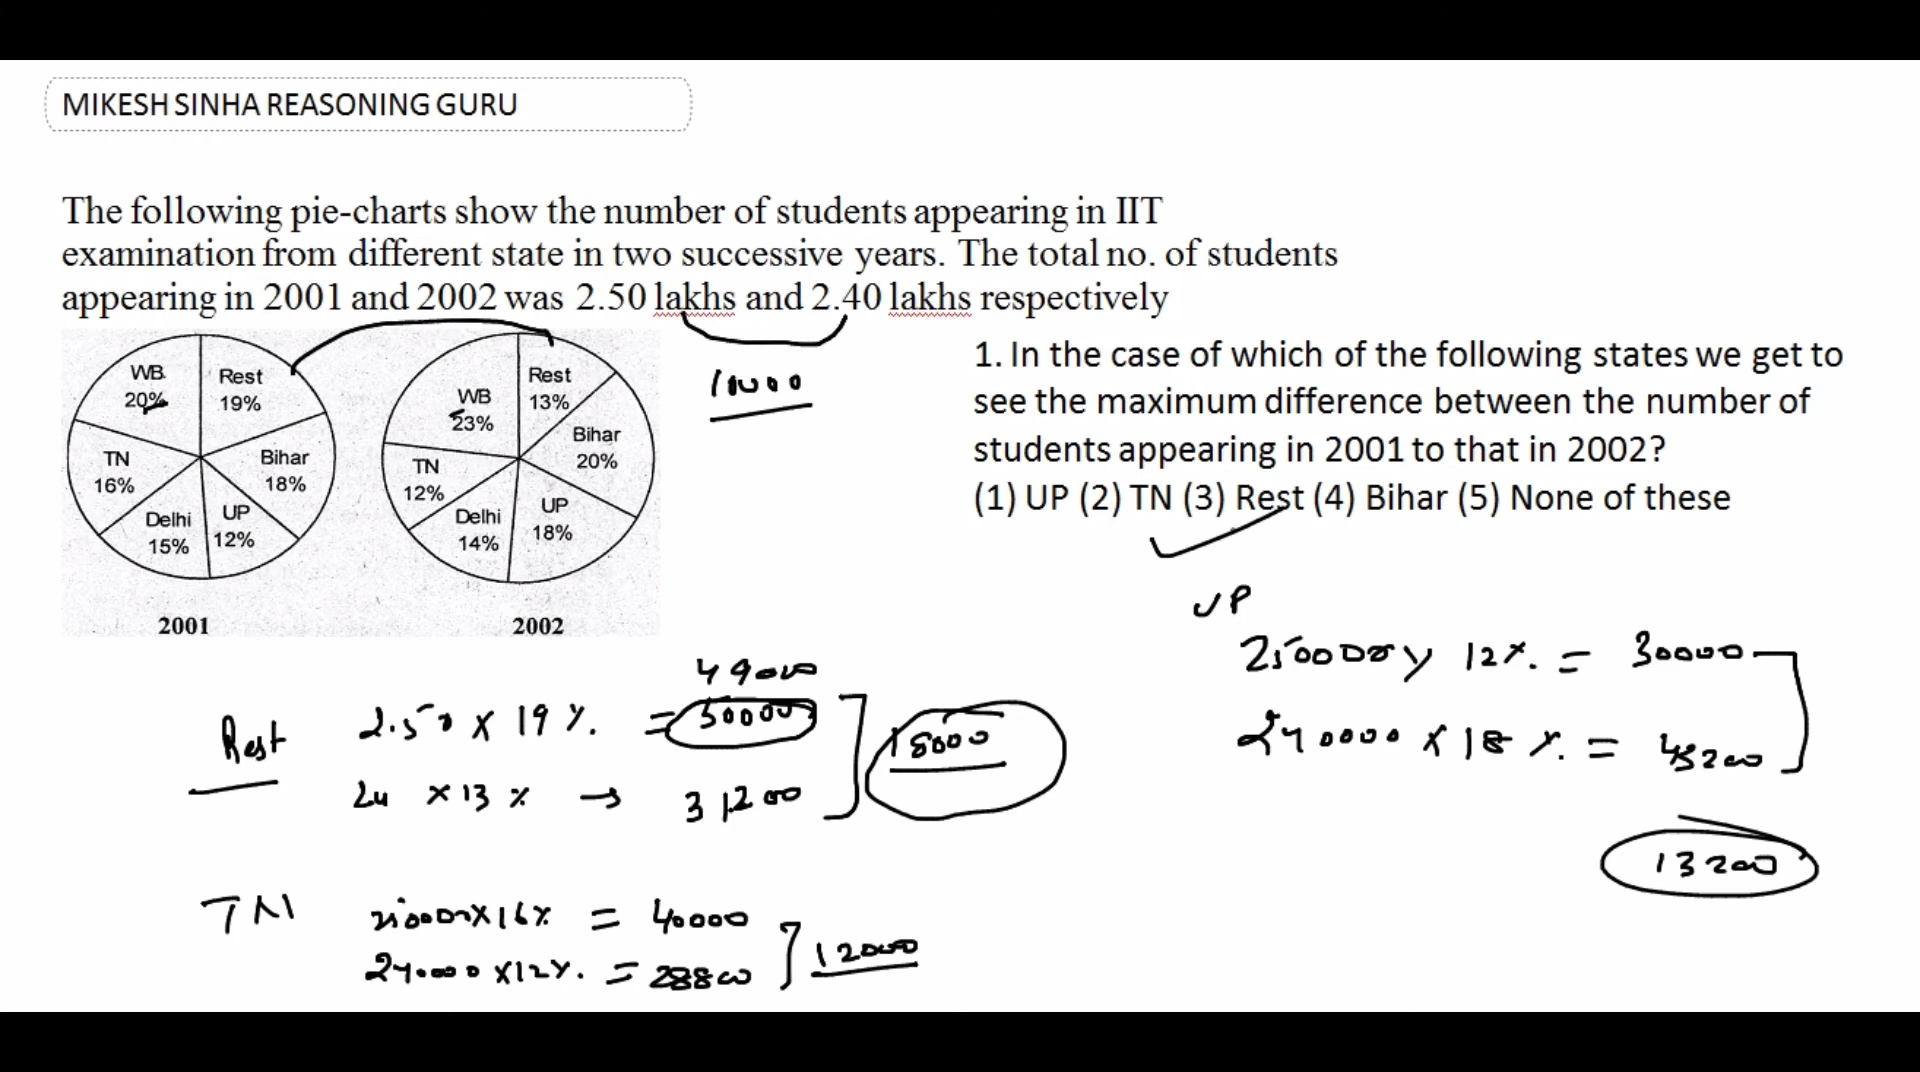 MIKESH SINHA REASONING GURU
The following pie-charts show the number of students appearing in IIT
examination from different state in two successive years. The total no. of students
appearing in 2001 and 2002 was 2.50 lakhs and 2.40 lakhs respectively
WB
20%
Rest
19%
Bihar
18%
UP
12%
Delhi
15%
TN
16%
2001
WB
23%
Rest
13%
Bihar
20%
UP
18%
Delhi
14%
TN
12%
2002
1. In the case of which of the following states we get to
see the maximum difference between the number of
students appearing in 2001 to that in 2002?
(1) UP (2) TN (3) Rest (4) Bihar (5) None of these
UP
250000 × 12%. = 30000
240000 × 18 %. =
13200
49000
Rest 2.50 × 19 %. = 50000
24 × 13 % → 31200
18000
TN 250000 × 16% = 40000
240000 × 12%. = 28800
12000